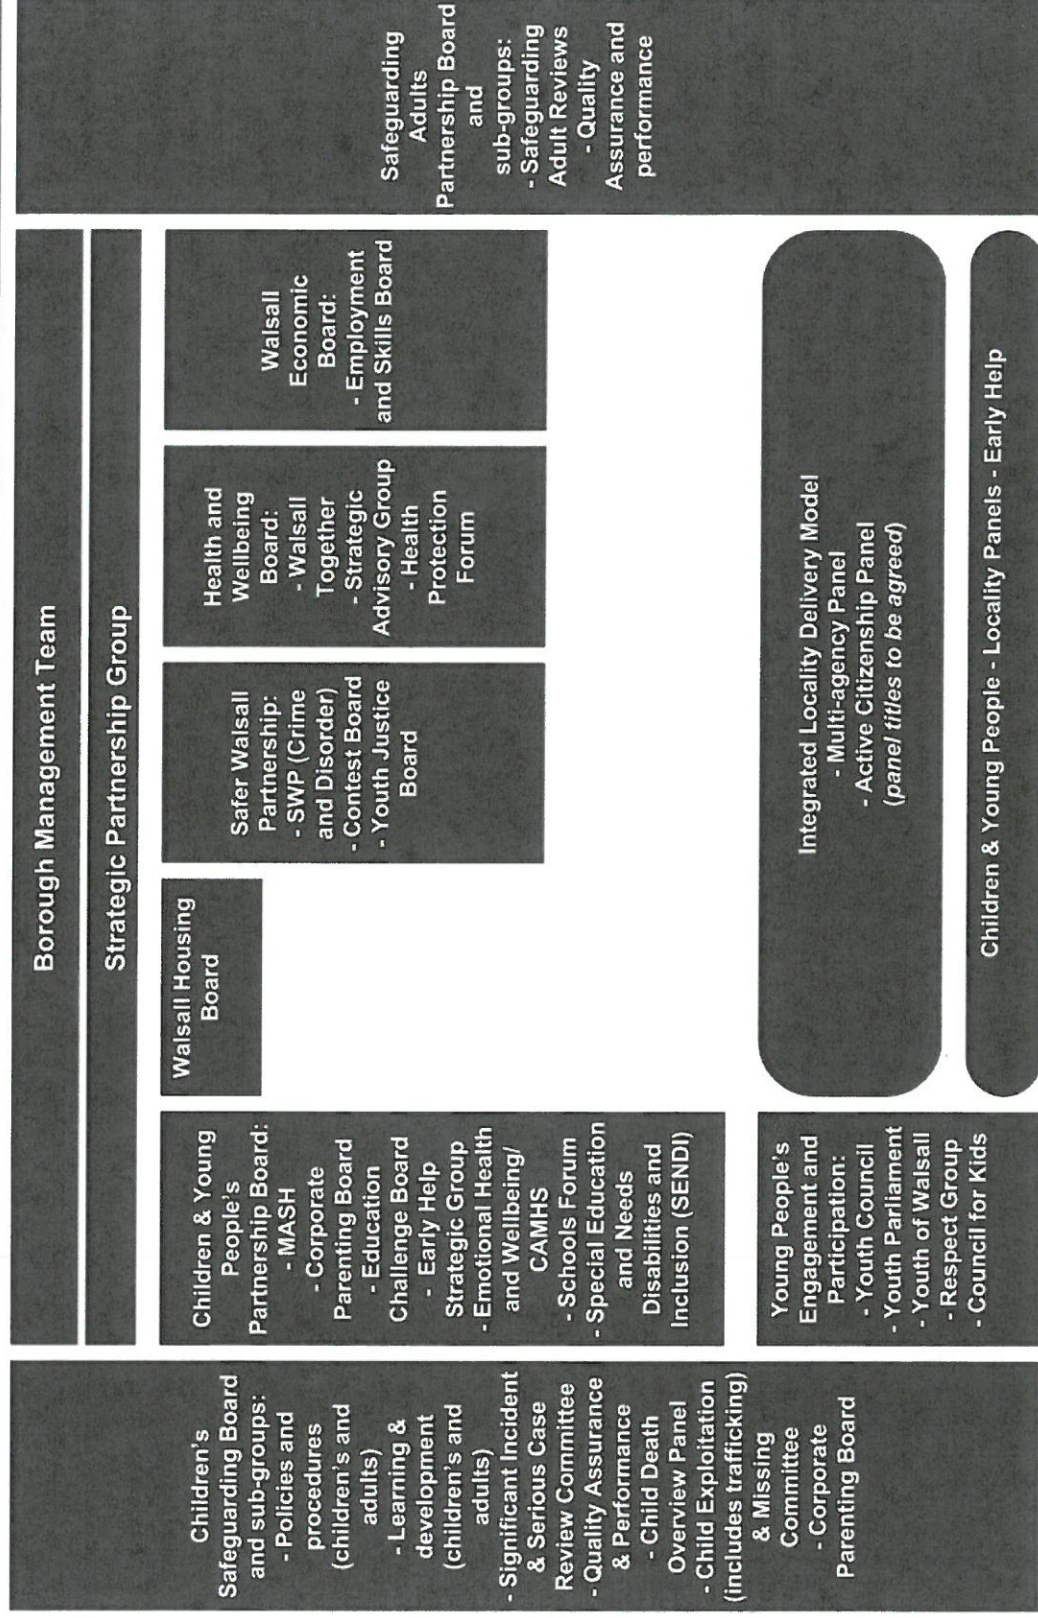 Borough Management Team
Strategic Partnership Group
Children's
Safeguarding Board
and sub-groups:
- Policies and
procedures
(children's and
adults)
- Learning &
development
(children's and
adults)
- Significant Incident
& Serious Case
Review Committee
- Quality Assurance
& Performance
- Child Death
Overview Panel
- Child Exploitation
(includes trafficking)
& Missing
Committee
- Corporate
Parenting Board
Children & Young
People's
Partnership Board:
- MASH
- Corporate
Parenting Board
- Education
Challenge Board
- Early Help
Strategic Group
- Emotional Health
and Wellbeing/
CAMHS
- Schools Forum
- Special Education
and Needs
Disabilities and
Inclusion (SENDI)
Walsall Housing
Board
Safer Walsall
Partnership:
- SWP (Crime
and Disorder)
- Contest Board
- Youth Justice
Board
Health and
Wellbeing
Board:
- Walsall
Together
- Strategic
Advisory Group
- Health
Protection
Forum
Walsall
Economic
Board:
- Employment
and Skills Board
Safeguarding
Adults
Partnership Board
and
sub-groups:
- Safeguarding
Adult Reviews
- Quality
Assurance and
performance
Young People's
Engagement and
Participation:
- Youth Council
- Youth Parliament
- Youth of Walsall
- Respect Group
- Council for Kids
Integrated Locality Delivery Model
- Multi-agency Panel
- Active Citizenship Panel
(panel titles to be agreed)
Children & Young People - Locality Panels - Early Help